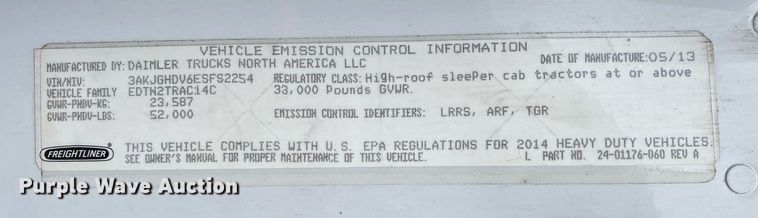 VEHICLE EMISSION CONTROL INFORMATION
MANUFACTURED BY: DAIMLER TRUCKS NORTH AMERICA LLC DATE OF MANUFACTURE: 05/13
VIN/NIV: 3AKJGHDV6ESFS2254 REGULATORY CLASS: High-roof sleeper cab tractors at or above
VEHICLE FAMILY EDTN2TRAC14C 33,000 Pounds GVWR.
GVWR-PNBV-KG: 23,587
GVWR-PNBV-LBS: 52,000 EMISSION CONTROL IDENTIFIERS: LRRS, ARF, TGR
FREIGHTLINER
THIS VEHICLE COMPLIES WITH U.S. EPA REGULATIONS FOR 2014 HEAVY DUTY VEHICLES.
SEE OWNER'S MANUAL FOR PROPER MAINTENANCE OF THIS VEHICLE. L PART NO. 24-01176-060 REV A
Purple Wave Auction